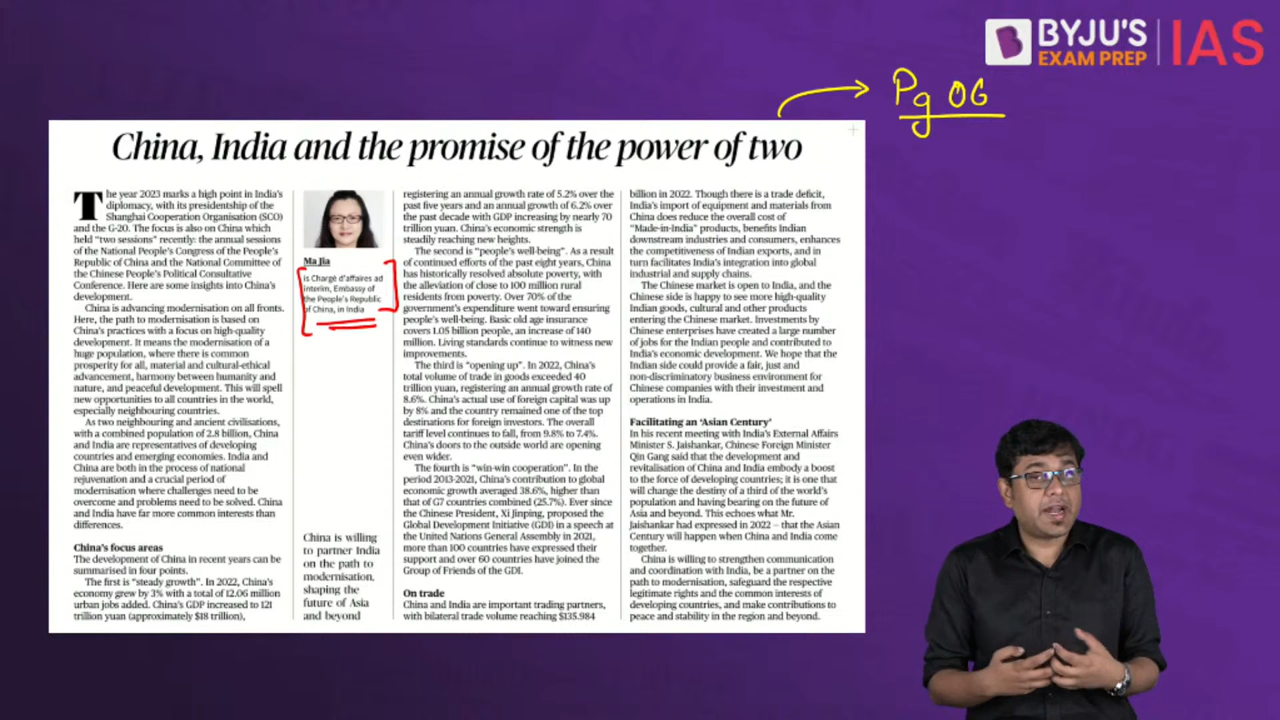 BYJU'S
EXAM PREP
IAS
Pg 06
China, India and the promise of the power of two
The year 2023 marks a high point in India's
diplomacy, with its presidentship of the
Shanghai Cooperation Organisation (SCO)
and the G-20. The focus is also on China which
held "two sessions" recently: the annual sessions
of the National People's Congress of the People's
Republic of China and the National Committee of
the Chinese People's Political Consultative
Conference. Here are some insights into China's
development.
China is advancing modernisation on all fronts.
Here, the path to modernisation is based on
China's practices with a focus on high-quality
development. It means the modernisation of a
huge population, where there is common
prosperity for all, material and cultural-ethical
advancement, harmony between humanity and
nature, and peaceful development. This will spell
new opportunities to all countries in the world,
especially neighbouring countries.
As two neighbouring and ancient civilisations,
with a combined population of 2.8 billion, China
and India are representatives of developing
countries and emerging economies. India and
China are both in the process of national
rejuvenation and a crucial period of
modernisation where challenges need to be
overcome and problems need to be solved. China
and India have far more common interests than
differences.
China's focus areas
The development of China in recent years can be
summarised in four points.
The first is "steady growth". In 2022, China's
economy grew by 3% with a total of 12.06 million
urban jobs added. China's GDP increased to 121
trillion yuan (approximately $18 trillion),
Ma Jia
is Chargé d'affaires ad
interim, Embassy of
the People's Republic
of China, in India
China is willing
to partner India
on the path to
modernisation,
shaping the
future of Asia
and beyond
registering an annual growth rate of 5.2% over the
past five years and an annual growth of 6.2% over
the past decade with GDP increasing by nearly 70
trillion yuan. China's economic strength is
steadily reaching new heights.
The second is "people's well-being". As a result
of continued efforts of the past eight years, China
has historically resolved absolute poverty, with
the alleviation of close to 100 million rural
residents from poverty. Over 70% of the
government's expenditure went toward ensuring
people's well-being. Basic old age insurance
covers 1.05 billion people, an increase of 140
million. Living standards continue to witness new
improvements.
The third is "opening up". In 2022, China's
total volume of trade in goods exceeded 40
trillion yuan, registering an annual growth rate of
8.6%. China's actual use of foreign capital was up
by 8% and the country remained one of the top
destinations for foreign investors. The overall
tariff level continues to fall, from 9.8% to 7.4%.
China's doors to the outside world are opening
even wider.
The fourth is "win-win cooperation". In the
period 2013-2021, China's contribution to global
economic growth averaged 38.6%, higher than
that of G7 countries combined (25.7%). Ever since
the Chinese President, Xi Jinping, proposed the
Global Development Initiative (GDI) in a speech at
the United Nations General Assembly in 2021,
more than 100 countries have expressed their
support and over 60 countries have joined the
Group of Friends of the GDI.
On trade
China and India are important trading partners,
with bilateral trade volume reaching $135.984
billion in 2022. Though there is a trade deficit,
India's import of equipment and materials from
China does reduce the overall cost of
"Made-in-India" products, benefits Indian
downstream industries and consumers, enhances
the competitiveness of Indian exports, and in
turn facilitates India's integration into global
industrial and supply chains.
The Chinese market is open to India, and the
Chinese side is happy to see more high-quality
Indian goods, cultural and other products
entering the Chinese market. Investments by
Chinese enterprises have created a large number
of jobs for the Indian people and contributed to
India's economic development. We hope that the
Indian side could provide a fair, just and
non-discriminatory business environment for
Chinese companies with their investment and
operations in India.
Facilitating an 'Asian Century'
In his recent meeting with India's External Affairs
Minister S. Jaishankar, Chinese Foreign Minister
Qin Gang said that the development and
revitalisation of China and India embody a boost
to the force of developing countries; it is one that
will change the destiny of a third of the world's
population and having bearing on the future of
Asia and beyond. This echoes what Mr.
Jaishankar had expressed in 2022 – that the Asian
Century will happen when China and India come
together.
China is willing to strengthen communication
and coordination with India, be a partner on the
path to modernisation, safeguard the respective
legitimate rights and the common interests of
developing countries, and make contributions to
peace and stability in the region and beyond.